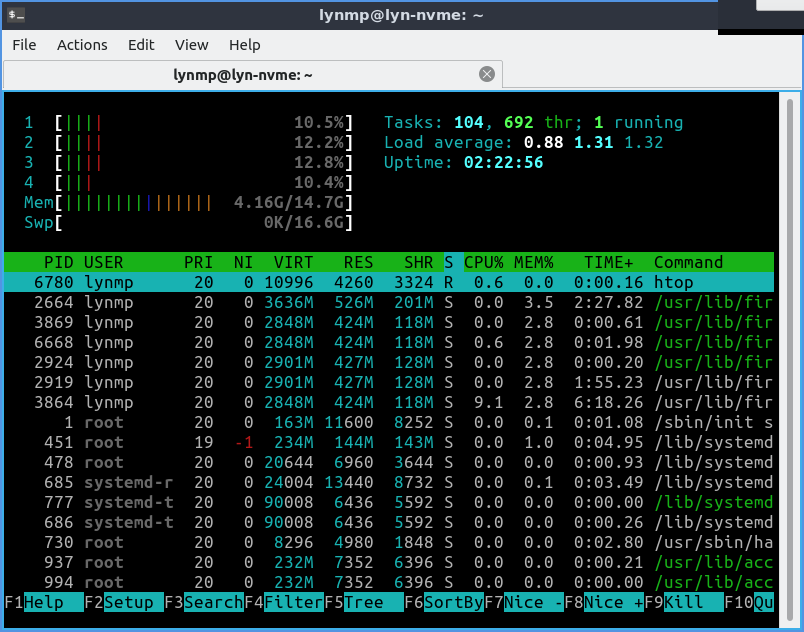 lynmp@lyn-nvme: ~
File Actions Edit View Help
lynmp@lyn-nvme: ~
1 [|||| 10.5%] Tasks: 104, 692 thr; 1 running
2 [|||| 12.2%] Load average: 0.88 1.31 1.32
3 [|||| 12.8%] Uptime: 02:22:56
4 [||| 10.4%]
Mem[||||||||||||||| 4.16G/14.7G]
Swp[ 0K/16.6G]
PID USER PRI NI VIRT RES SHR S CPU% MEM% TIME+ Command
6780 lynmp 20 0 10996 4260 3324 R 0.6 0.0 0:00.16 htop
2664 lynmp 20 0 3636M 526M 201M S 0.0 3.5 2:27.82 /usr/lib/fir
3869 lynmp 20 0 2848M 424M 118M S 0.0 2.8 0:00.61 /usr/lib/fir
6668 lynmp 20 0 2848M 424M 118M S 0.6 2.8 0:01.98 /usr/lib/fir
2924 lynmp 20 0 2901M 427M 128M S 0.0 2.8 0:00.20 /usr/lib/fir
2919 lynmp 20 0 2901M 427M 128M S 0.0 2.8 1:55.23 /usr/lib/fir
3864 lynmp 20 0 2848M 424M 118M S 9.1 2.8 6:18.26 /usr/lib/fir
1 root 20 0 163M 11600 8252 S 0.0 0.1 0:01.08 /sbin/init s
451 root 19 -1 234M 144M 143M S 0.0 1.0 0:04.95 /lib/systemd
478 root 20 0 20644 6960 3644 S 0.0 0.0 0:00.93 /lib/systemd
685 systemd-r 20 0 24004 13440 8732 S 0.0 0.1 0:03.49 /lib/systemd
777 systemd-t 20 0 90008 6436 5592 S 0.0 0.0 0:00.00 /lib/systemd
686 systemd-t 20 0 90008 6436 5592 S 0.0 0.0 0:00.26 /lib/systemd
730 root 20 0 8296 4980 1848 S 0.0 0.0 0:02.80 /usr/sbin/ha
937 root 20 0 232M 7352 6396 S 0.0 0.0 0:00.21 /usr/lib/acc
994 root 20 0 232M 7352 6396 S 0.0 0.0 0:00.00 /usr/lib/acc
F1Help F2Setup F3SearchF4FilterF5Tree F6SortByF7Nice -F8Nice +F9Kill F10Qu